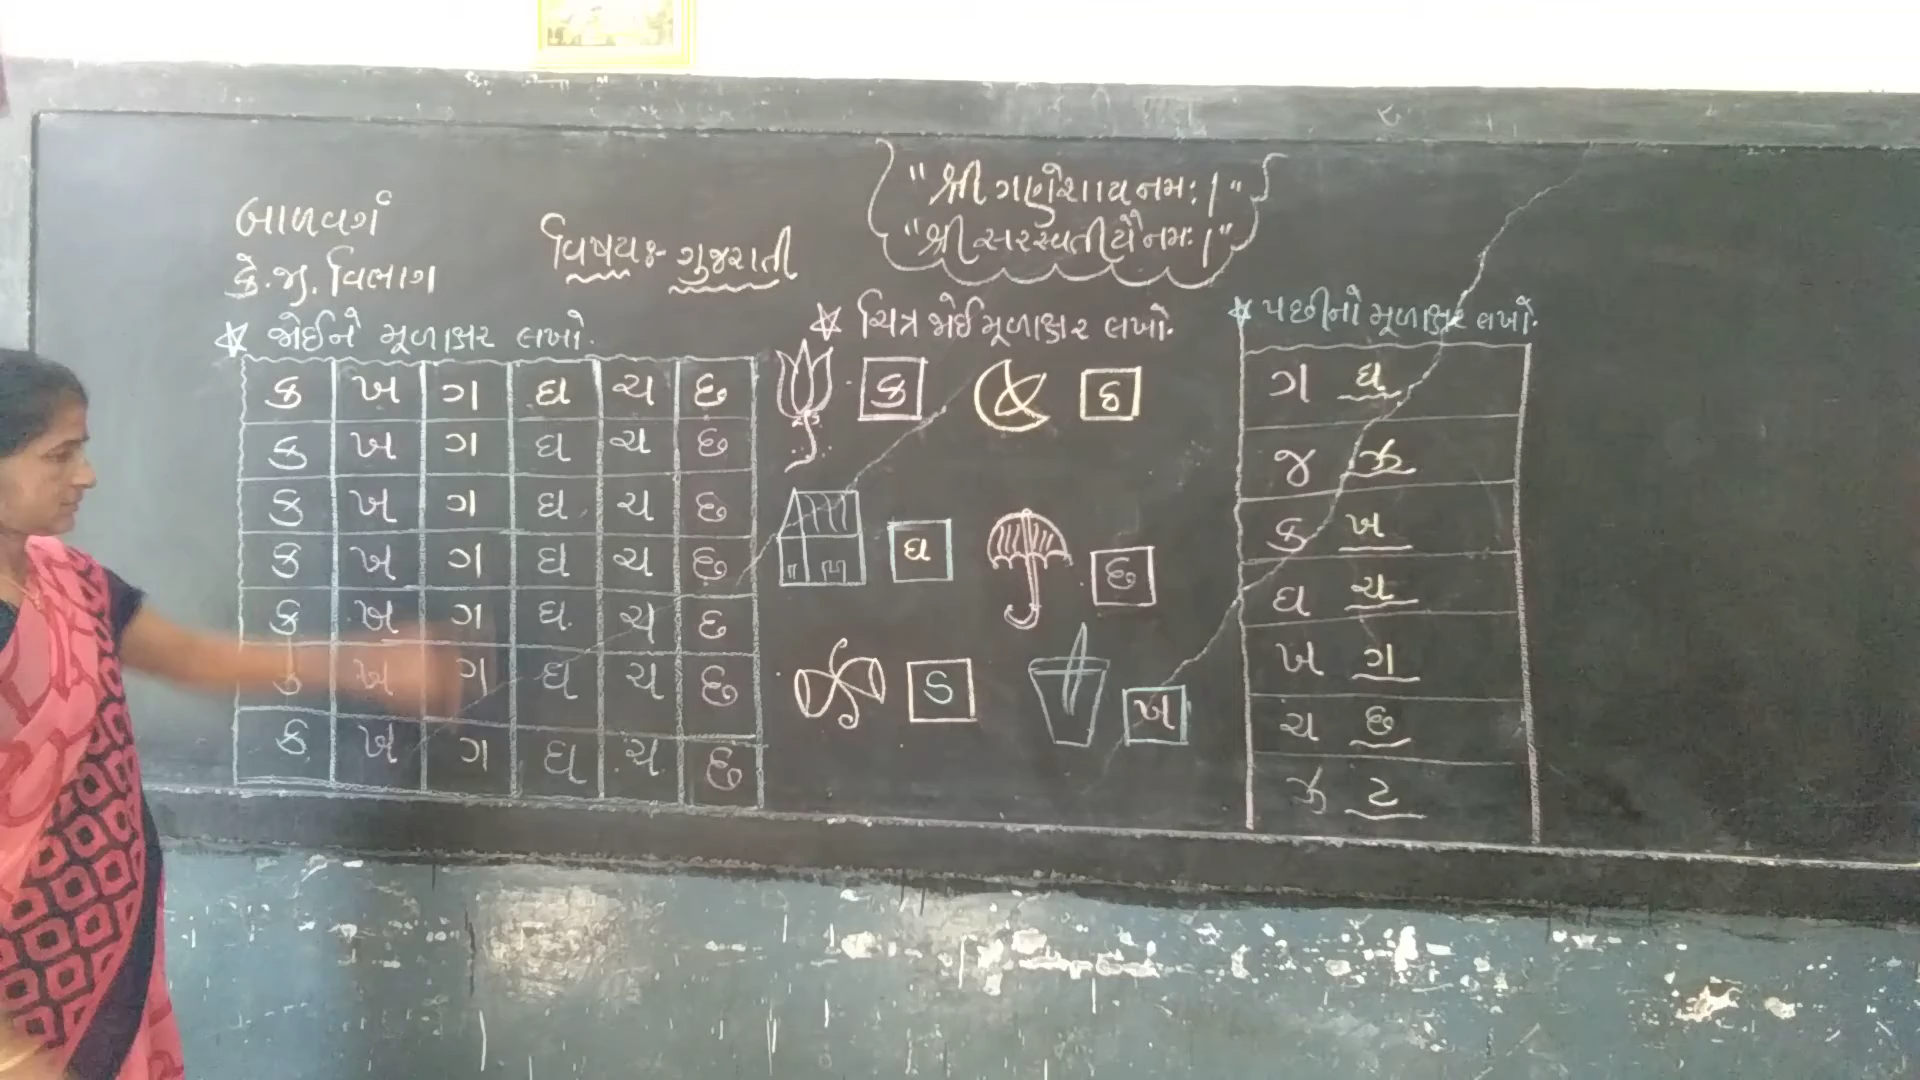 "શ્રી ગણેશાય નમઃ|"
"શ્રી સરસ્વતીયૈ નમઃ|"
બાળવર્ગ
કે.જી. વિભાગ
વિષયઃ- ગુજરાતી
જોઈને મૂળાક્ષર લખો.
ક ખ ગ ઘ ચ છ
ક ખ ગ ઘ ચ છ
ક ખ ગ ઘ ચ છ
ક ખ ગ ઘ ચ છ
ક ખ ગ ઘ ચ છ
ક ખ ગ ઘ ચ છ
ક ખ ગ ઘ ચ છ
ચિત્ર જોઈ મૂળાક્ષર લખો.
ક ઠ
ઘ છ
ડ ખ
પછીનો મૂળાક્ષર લખો.
ગ ઘ
જ ઝ
ક ખ
ઘ ચ
ખ ગ
ચ છ
ઝ ટ